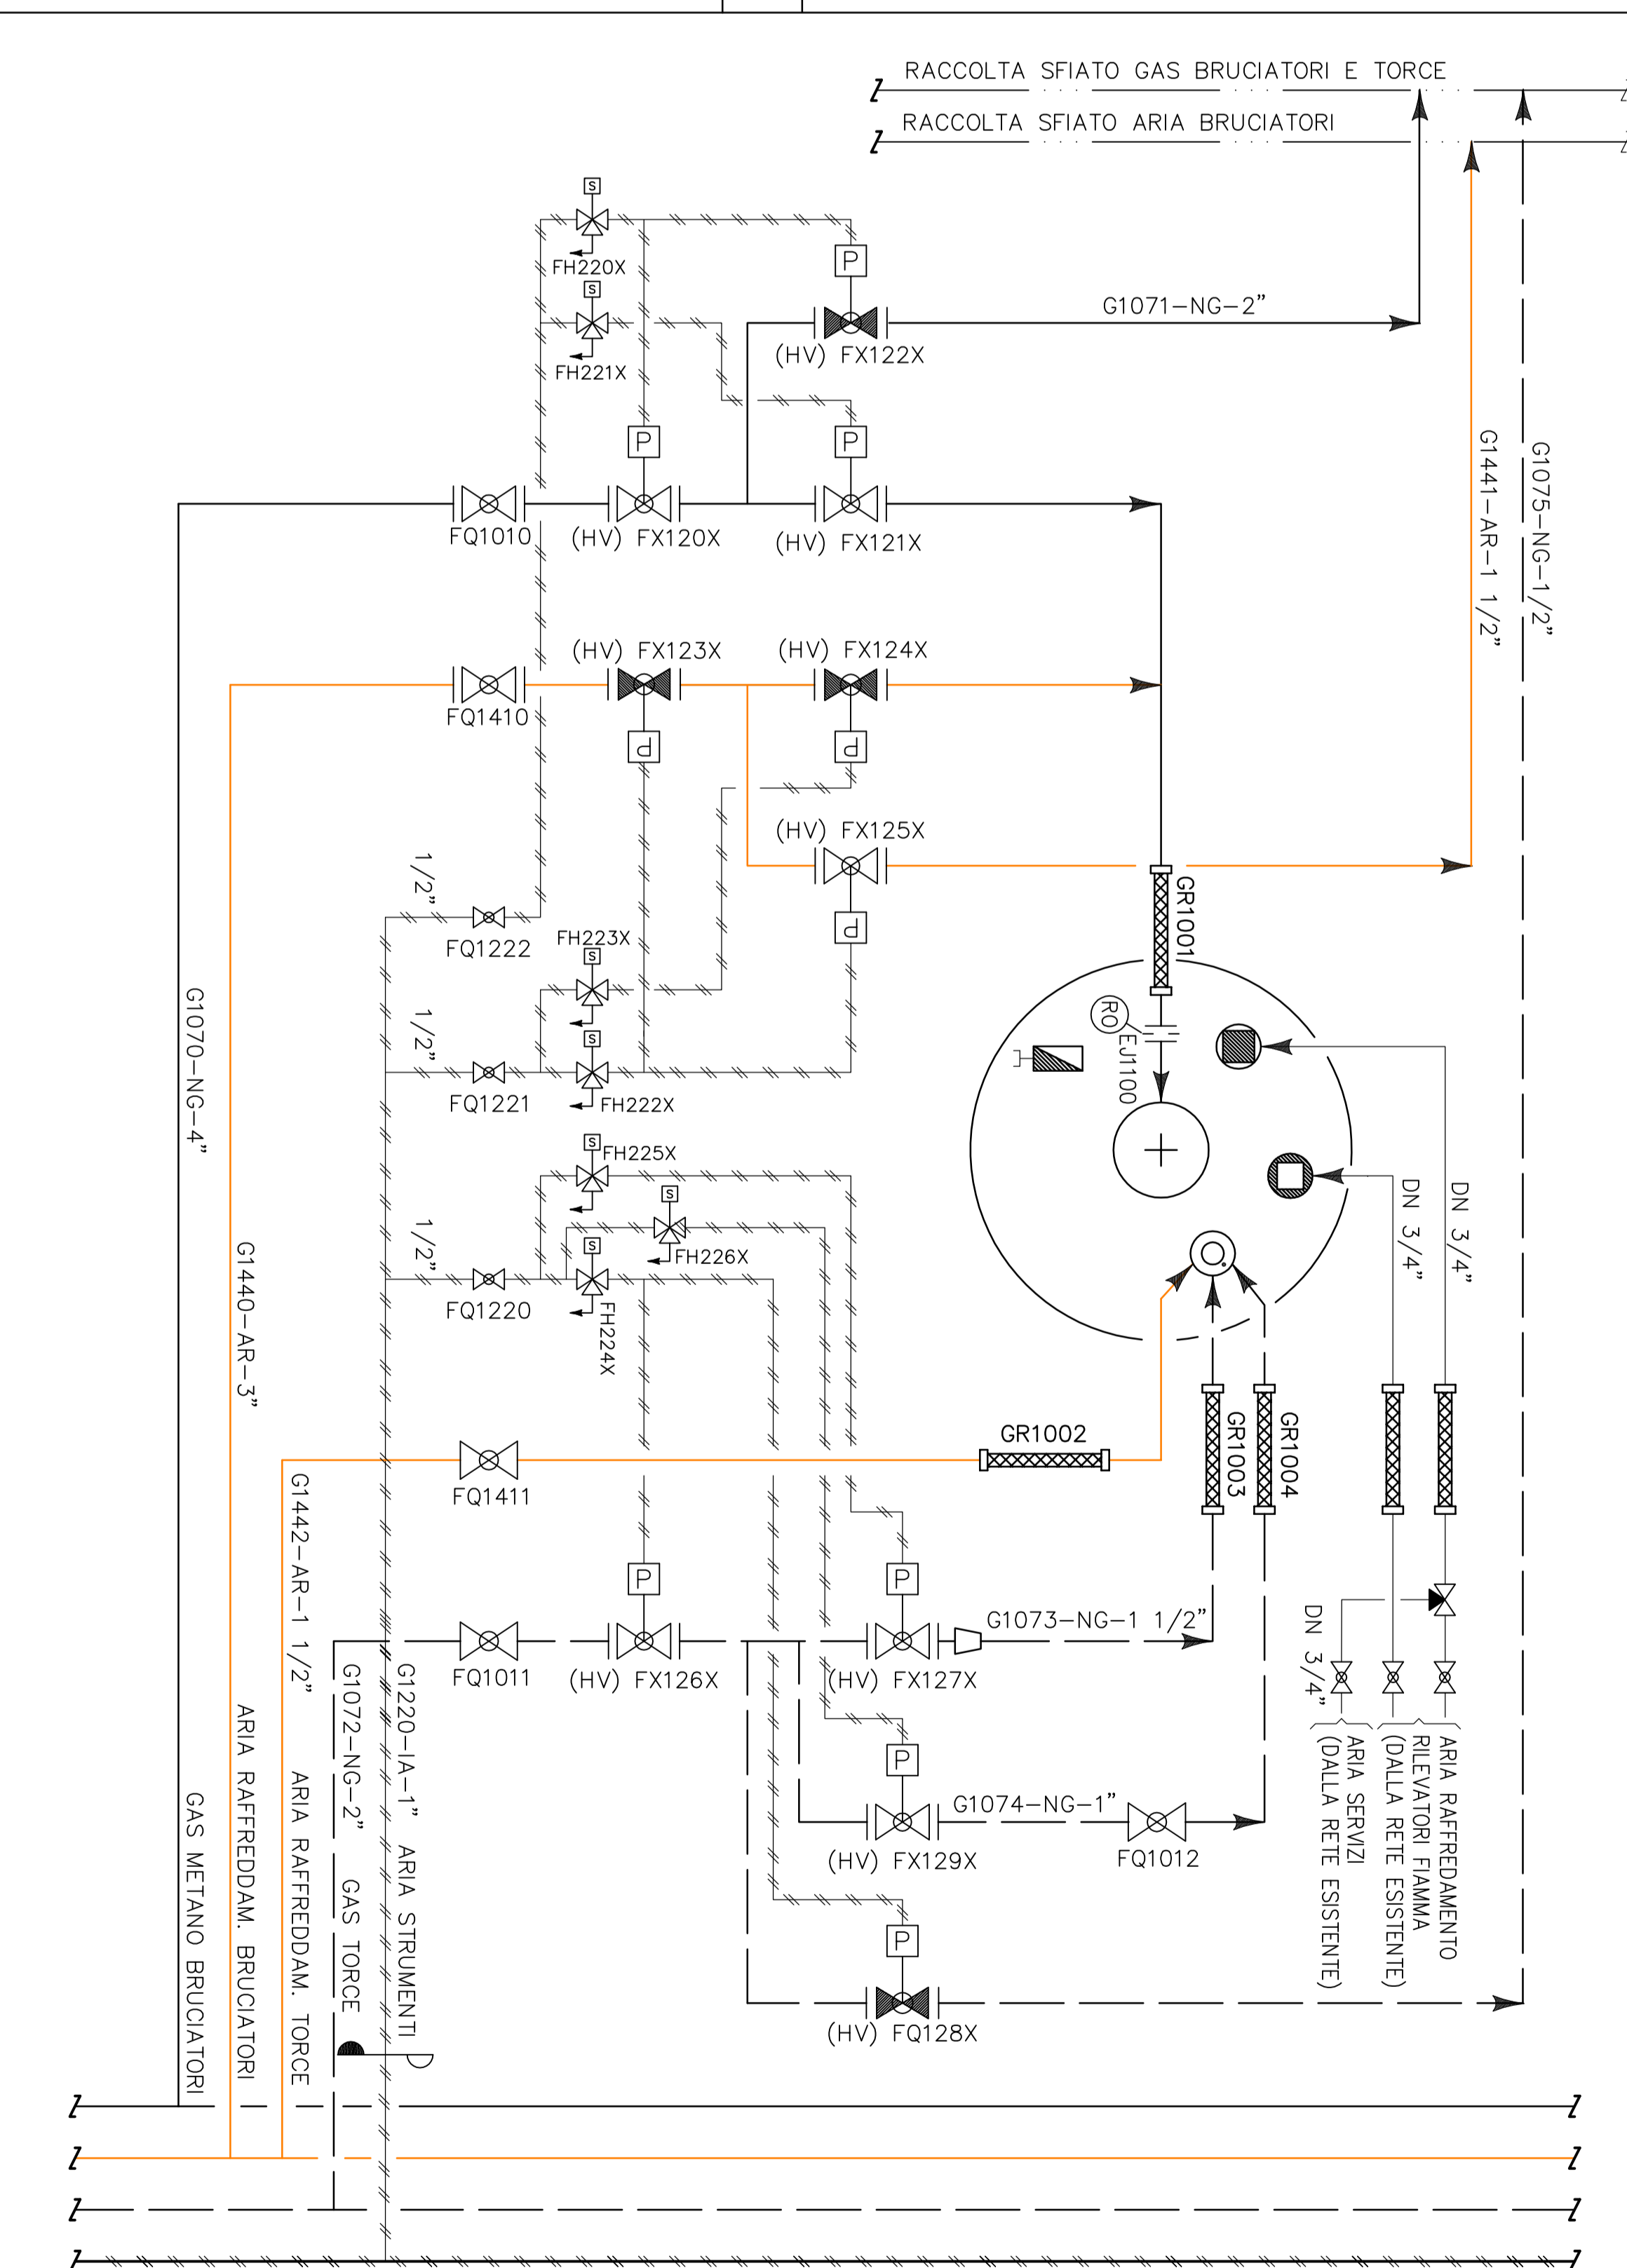 RACCOLTA SFIATO GAS BRUCIATORI E TORCE
RACCOLTA SFIATO ARIA BRUCIATORI
S
FH220X
P
S
FH221X
G1071-NG-2"
(HV) FX122X
P
P
FQ1010
(HV) FX120X
(HV) FX121X
G1441-AR-1 1/2"
G1075-NG-1/2"
(HV) FX123X
(HV) FX124X
FQ1410
P
P
(HV) FX125X
P
1/2"
FQ1222
FH223X
S
GR1001
RO
EJ1100
1/2"
S
FQ1221
FH222X
G1070-NG-4"
S
FH225X
S
FH226X
1/2"
S
FQ1220
FH224X
DN 3/4"
DN 3/4"
G1440-AR-3"
GR1002
GR1003
GR1004
FQ1411
G1442-AR-1 1/2"
ARIA RAFFREDDAM. TORCE
P
P
G1073-NG-1 1/2"
DN 3/4"
FQ1011
(HV) FX126X
(HV) FX127X
G1220-IA-1"
ARIA STRUMENTI
G1072-NG-2"
GAS TORCE
ARIA RAFFREDDAM. BRUCIATORI
GAS METANO BRUCIATORI
P
G1074-NG-1"
(HV) FX129X
FQ1012
ARIA RAFFREDAMENTO
RILEVATORI FIAMMA
(DALLA RETE ESISTENTE)
ARIA SERVIZI
(DALLA RETE ESISTENTE)
P
(HV) FQ128X